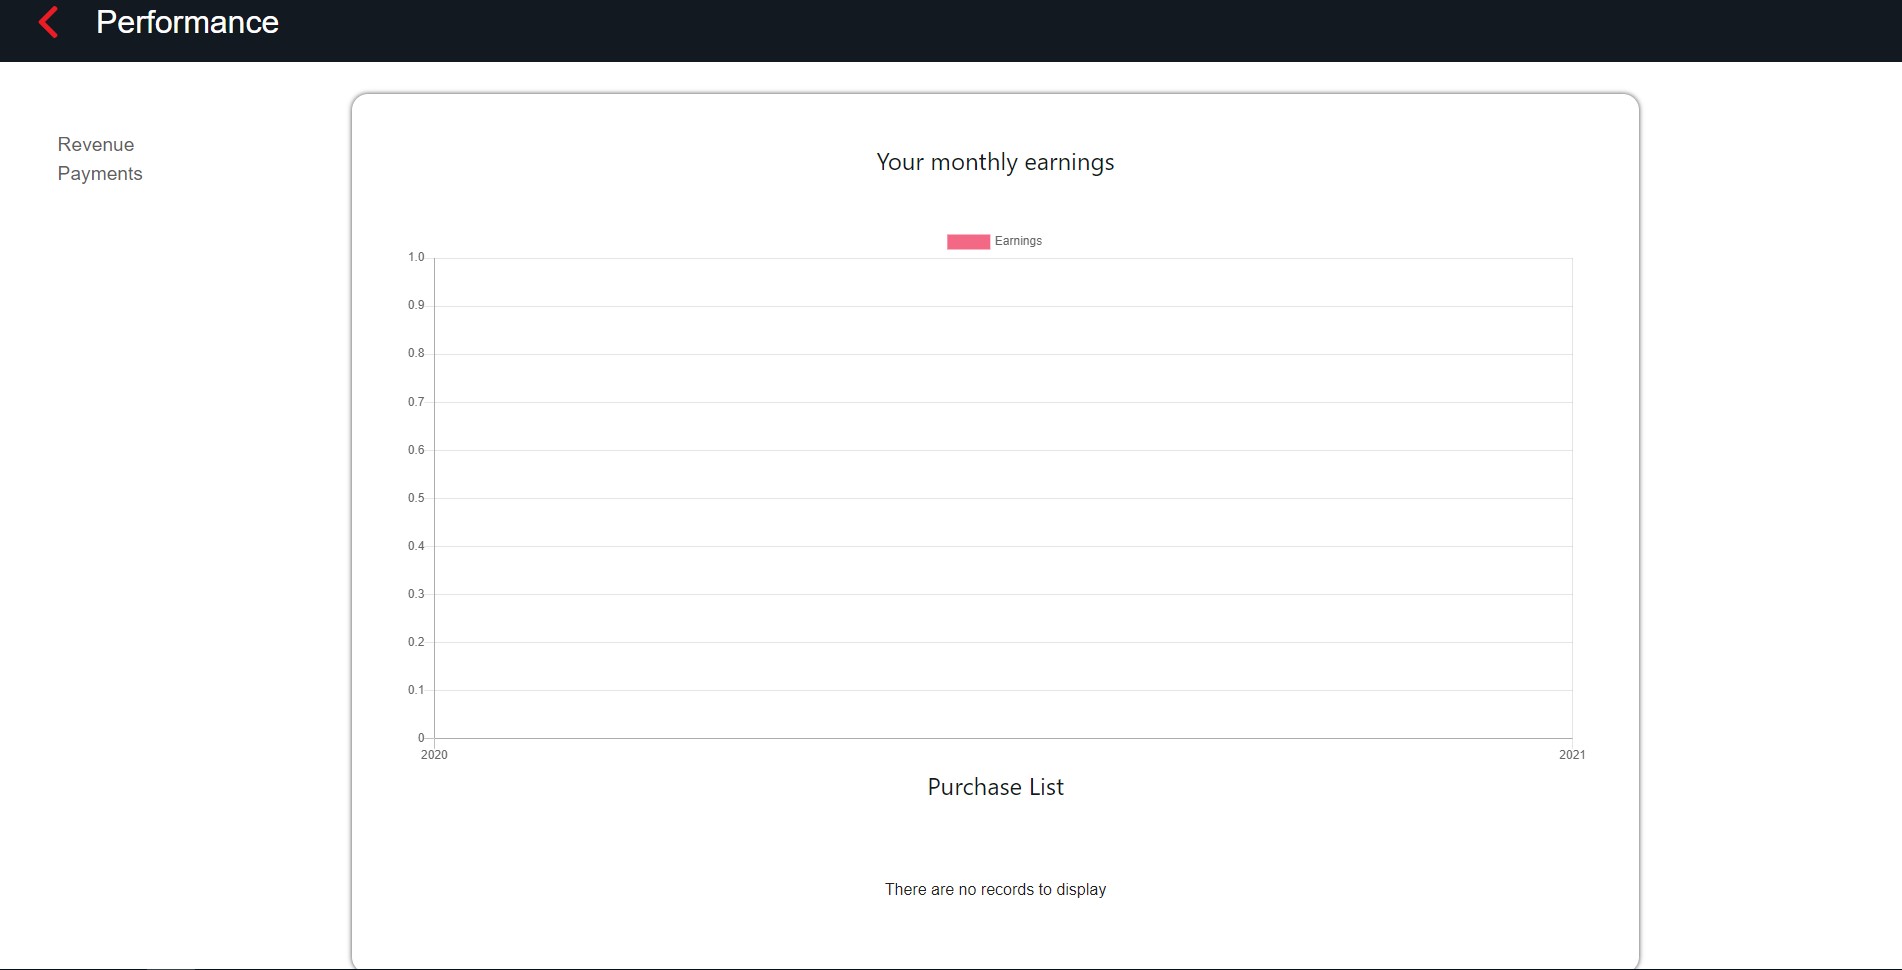 Performance
Revenue
Payments
Your monthly earnings
Earnings
1.0
0.9
0.8
0.7
0.6
0.5
0.4
0.3
0.2
0.1
0
2020 2021
Purchase List
There are no records to display